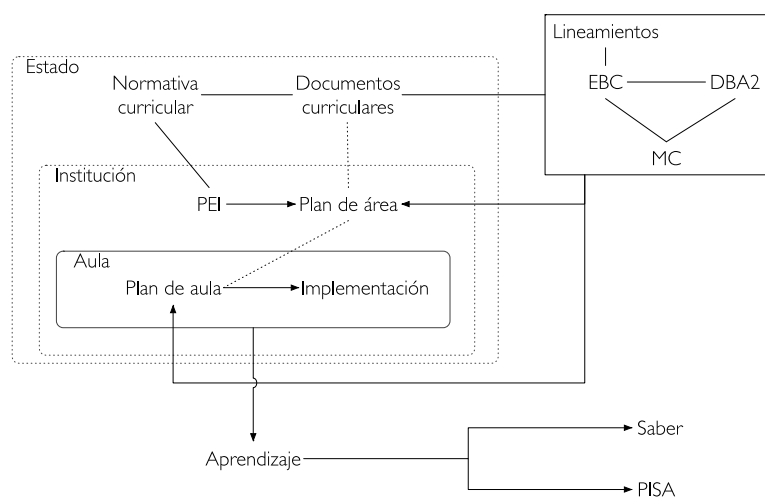 Lineamientos
EBC
DBA2
MC
Estado
Normativa
curricular
Documentos
curriculares
Institución
PEI
Plan de área
Aula
Plan de aula
Implementación
Aprendizaje
Saber
PISA